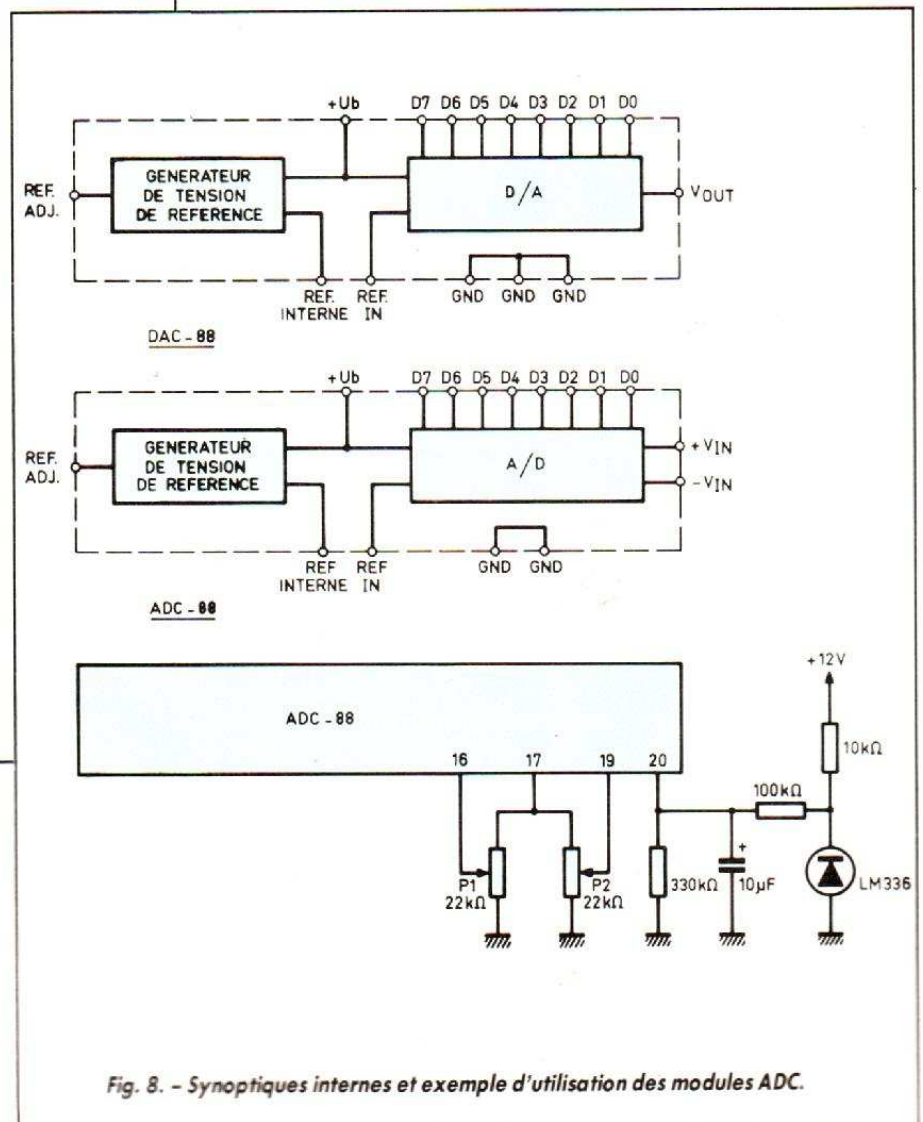 +Ub D7 D6 D5 D4 D3 D2 D1 D0
REF. ADJ.
GENERATEUR
DE TENSION
DE REFERENCE
D/A
VOUT
REF. INTERNE
REF. IN
GND GND GND
DAC - 88
+Ub D7 D6 D5 D4 D3 D2 D1 D0
REF. ADJ.
GENERATEUR
DE TENSION
DE REFERENCE
A/D
+VIN
-VIN
REF INTERNE
REF IN
GND GND
ADC - 88
ADC - 88
16 17 19 20
+12V
10kΩ
100kΩ
P1
22kΩ
P2
22kΩ
330kΩ
+
10µF
LM336
Fig. 8. – Synoptiques internes et exemple d'utilisation des modules ADC.